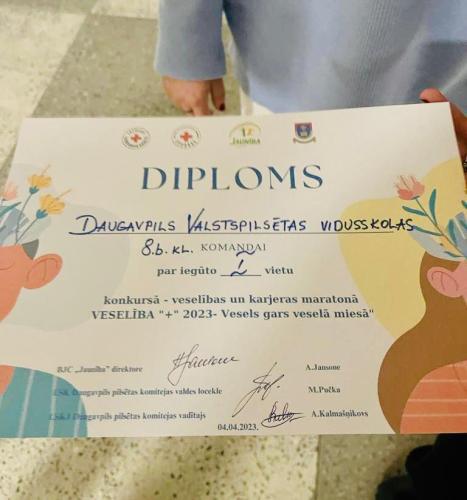 JAUNĪBA
DIPLOMS
DAUGAVPILS VALSTSPILSĒTAS VIDUSSKOLAS
8.b. KL. KOMANDAI
par iegūto I vietu
konkursā - veselības un karjeras maratonā
VESELĪBA "+" 2023- Vesels gars veselā miesā"
BJC „Jaunība" direktore A.Jansone
LSK Daugavpils pilsētas komitejas valdes locekle M.Pučka
LSKJ Daugavpils pilsētas komitejas vadītājs A.Kalmašņikovs
04.04.2023.